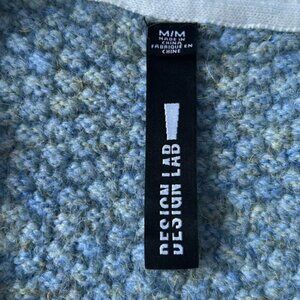 M/M
MADE IN
CHINA
FABRIQUÉ EN
CHINE
DESIGN LAB